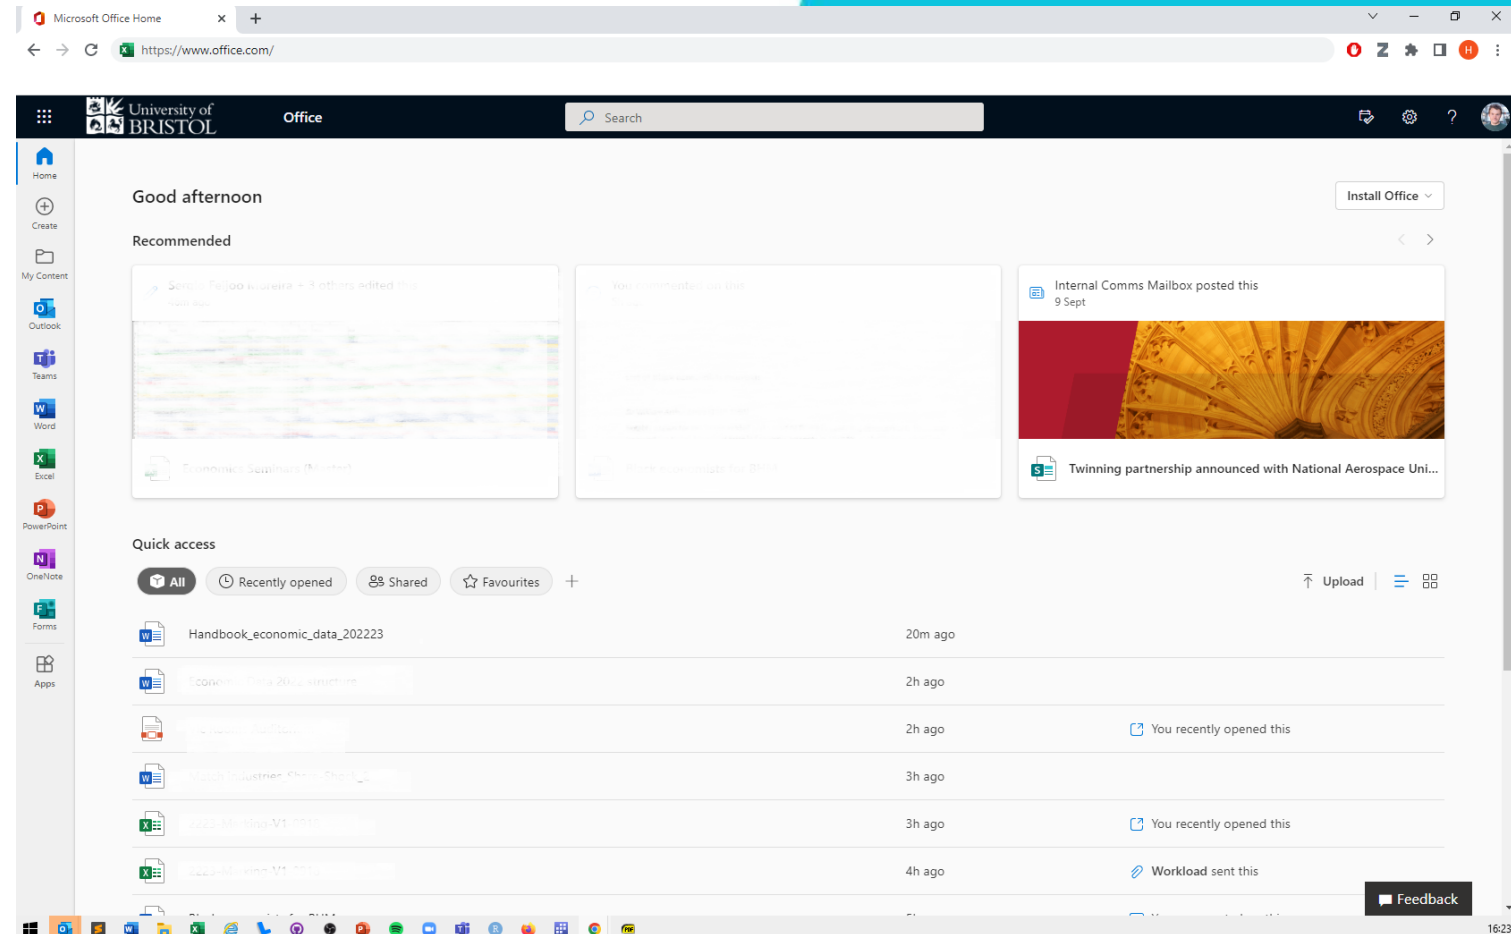 Microsoft Office Home
https://www.office.com/
University of
BRISTOL
Office
Search
Home
Create
My Content
Outlook
Teams
Word
Excel
PowerPoint
OneNote
Forms
Apps
Good afternoon
Install Office
Recommended
Internal Comms Mailbox posted this
9 Sept
Economics Seminars (Master)
Twinning partnership announced with National Aerospace Uni...
Quick access
All
Recently opened
Shared
Favourites
Upload
Handbook_economic_data_202223
20m ago
2h ago
2h ago
You recently opened this
3h ago
3h ago
You recently opened this
4h ago
Workload sent this
Feedback
16:23